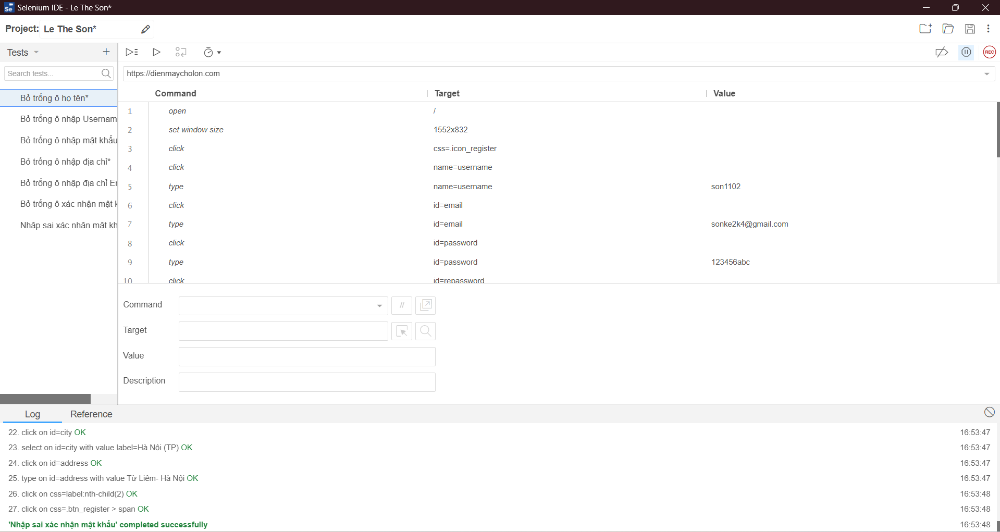 Selenium IDE - Le The Son*
Project: Le The Son*
Tests
REC
Search tests...
https://dienmaycholon.com
Command Target Value
Bỏ trống ô họ tên*
Bỏ trống ô nhập Usernam
Bỏ trống ô nhập mật khẩu
Bỏ trống ô nhập địa chỉ*
Bỏ trống ô nhập địa chỉ Er
Bỏ trống ô xác nhận mật k
Nhập sai xác nhận mật kh
1 open /
2 set window size 1552x832
3 click css=.icon_register
4 click name=username
5 type name=username son1102
6 click id=email
7 type id=email sonke2k4@gmail.com
8 click id=password
9 type id=password 123456abc
10 click id=repassword
Command //
Target
Value
Description
Log Reference
22. click on id=city OK 16:53:47
23. select on id=city with value label=Hà Nội (TP) OK 16:53:47
24. click on id=address OK 16:53:47
25. type on id=address with value Từ Liêm- Hà Nội OK 16:53:47
26. click on css=label:nth-child(2) OK 16:53:48
27. click on css=.btn_register > span OK 16:53:48
'Nhập sai xác nhận mật khẩu' completed successfully 16:53:48